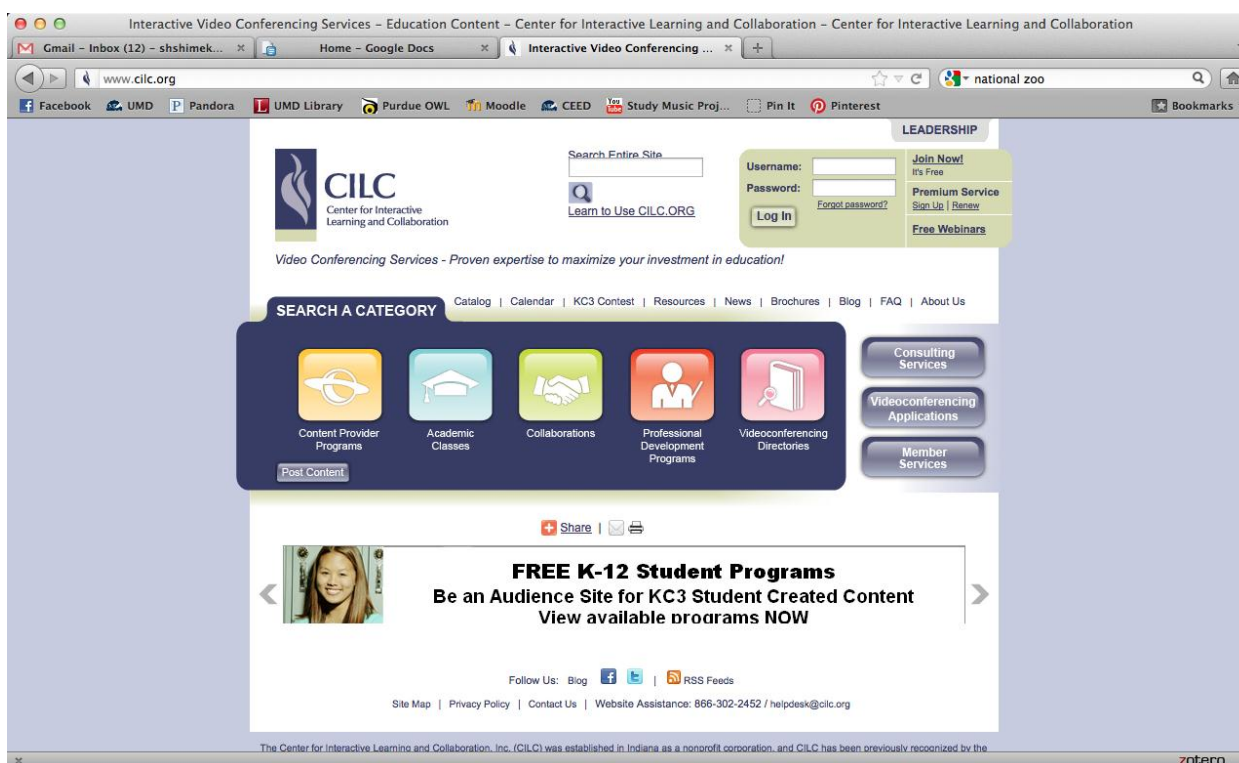 Interactive Video Conferencing Services – Education Content – Center for Interactive Learning and Collaboration – Center for Interactive Learning and Collaboration
Gmail – Inbox (12) – shshimek... × Home – Google Docs × Interactive Video Conferencing ... × +
www.cilc.org national zoo
Facebook UMD Pandora UMD Library Purdue OWL Moodle CEED Study Music Proj... Pin It Pinterest Bookmarks
LEADERSHIP
CILC
Center for Interactive
Learning and Collaboration
Search Entire Site
Learn to Use CILC.ORG
Username:
Password:
Forgot password?
Log In
Join Now!
It's Free
Premium Service
Sign Up | Renew
Free Webinars
Video Conferencing Services - Proven expertise to maximize your investment in education!
SEARCH A CATEGORY
Catalog | Calendar | KC3 Contest | Resources | News | Brochures | Blog | FAQ | About Us
Content Provider
Programs
Academic
Classes
Collaborations
Professional
Development
Programs
Videoconferencing
Directories
Post Content
Consulting
Services
Videoconferencing
Applications
Member
Services
Share |
FREE K-12 Student Programs
Be an Audience Site for KC3 Student Created Content
View available programs NOW
Follow Us: Blog | RSS Feeds
Site Map | Privacy Policy | Contact Us | Website Assistance: 866-302-2452 / helpdesk@cilc.org
The Center for Interactive Learning and Collaboration, Inc. (CILC) was established in Indiana as a nonprofit corporation, and CILC has been previously recognized by the
zotero